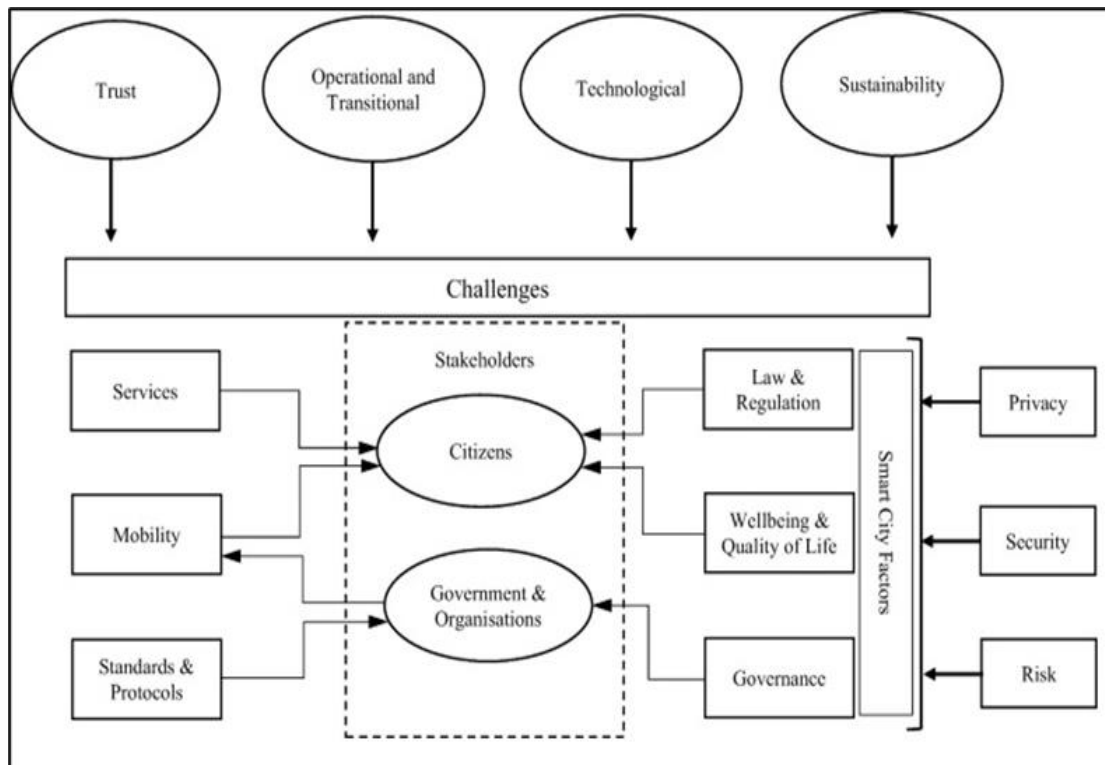 Trust
Operational and
Transitional
Technological
Sustainability
Challenges
Stakeholders
Services
Citizens
Law &
Regulation
Privacy
Mobility
Wellbeing &
Quality of Life
Smart City Factors
Security
Government &
Organisations
Standards &
Protocols
Governance
Risk